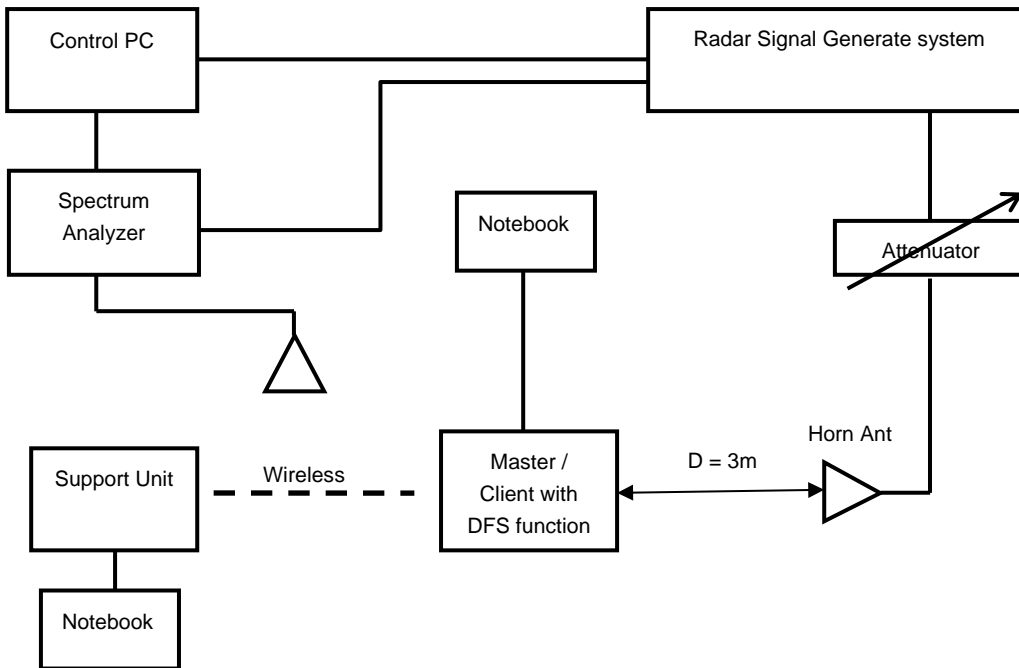 Control PC
Radar Signal Generate system
Spectrum
Analyzer
Notebook
Attenuator
Horn Ant
D = 3m
Master /
Client with
DFS function
Wireless
Support Unit
Notebook